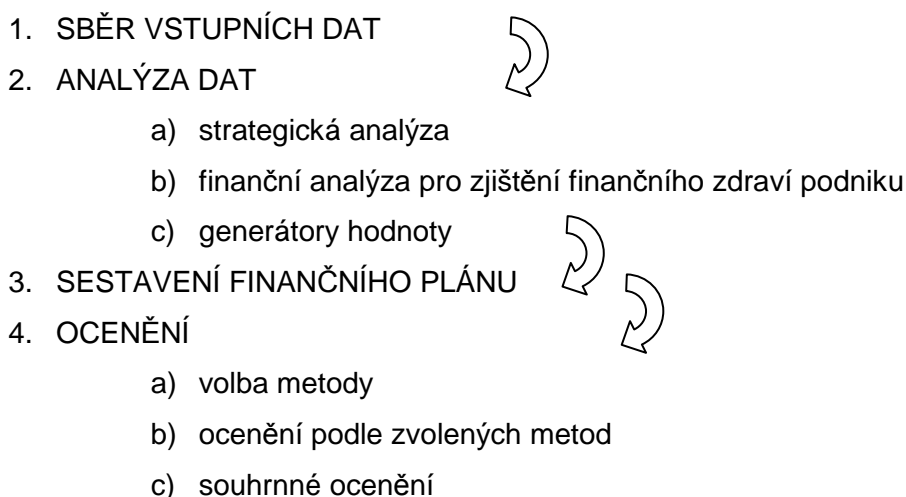 1. SBĚR VSTUPNÍCH DAT
2. ANALÝZA DAT
a) strategická analýza
b) finanční analýza pro zjištění finančního zdraví podniku
c) generátory hodnoty
3. SESTAVENÍ FINANČNÍHO PLÁNU
4. OCENĚNÍ
a) volba metody
b) ocenění podle zvolených metod
c) souhrnné ocenění